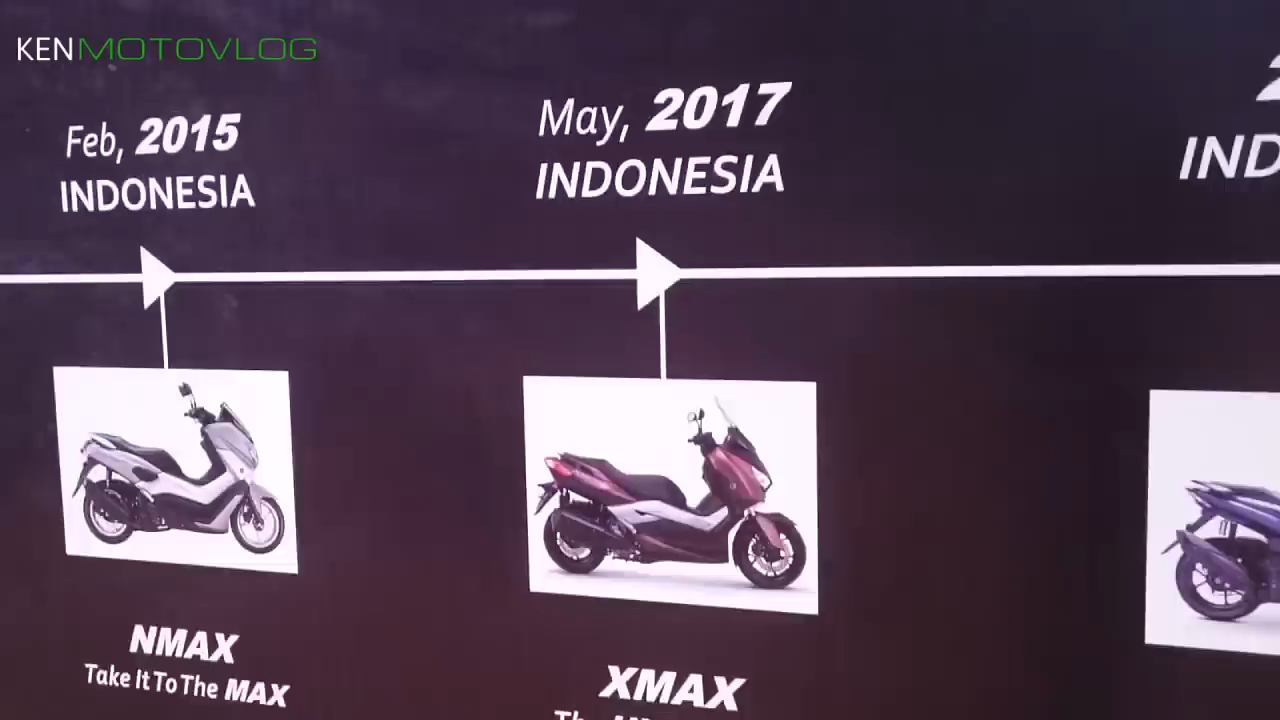 KENMOTOVLOG
Feb, 2015
INDONESIA
NMAX
Take It To The MAX
May, 2017
INDONESIA
XMAX